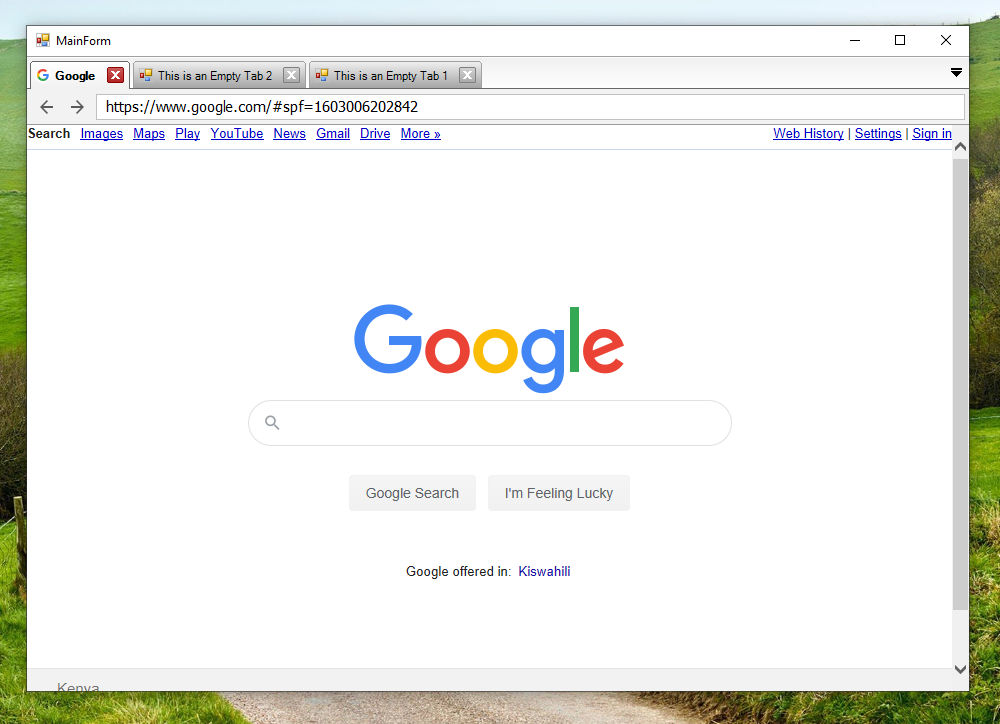 MainForm
Google This is an Empty Tab 2 This is an Empty Tab 1
https://www.google.com/#spf=1603006202842
Search Images Maps Play YouTube News Gmail Drive More » Web History | Settings | Sign in
Google
Google Search I'm Feeling Lucky
Google offered in: Kiswahili
Kenya